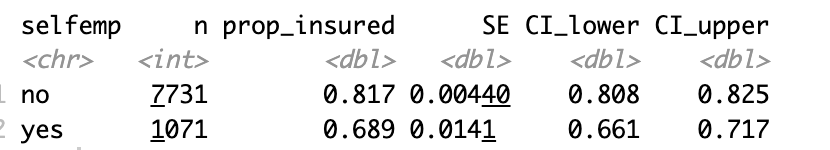 selfemp n prop_insured SE CI_lower CI_upper
<chr> <int> <dbl> <dbl> <dbl> <dbl>
1 no 7731 0.817 0.00440 0.808 0.825
2 yes 1071 0.689 0.0141 0.661 0.717